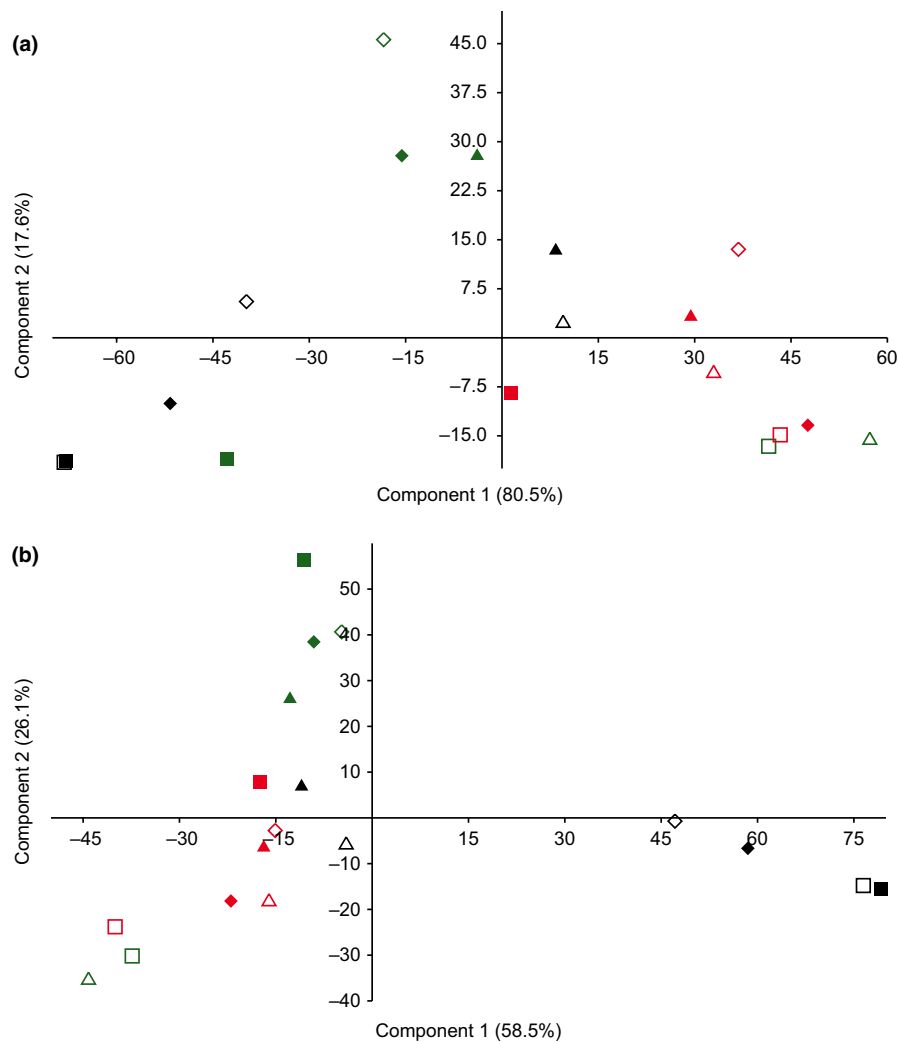 (a)
45.0
37.5
30.0
22.5
15.0
7.5
–60 –45 –30 –15 15 30 45 60
–7.5
–15.0
Component 2 (17.6%)
Component 1 (80.5%)
(b)
50
40
30
20
10
–45 –30 –15 15 30 45 60 75
–10
–20
–30
–40
Component 2 (26.1%)
Component 1 (58.5%)